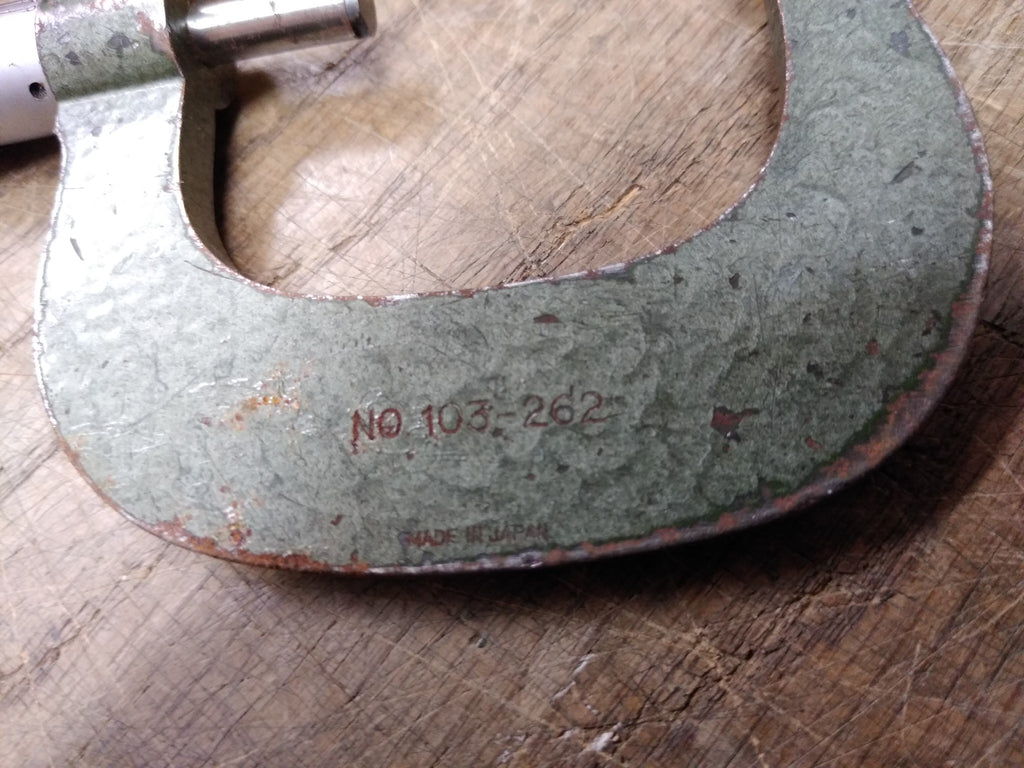 NO. 103-262
MADE IN JAPAN